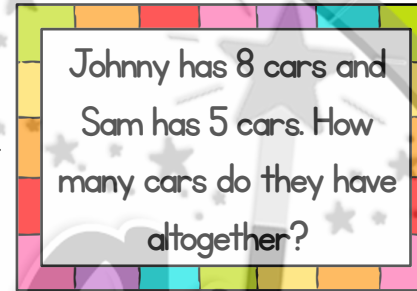 Johnny has 8 cars and
Sam has 5 cars. How
many cars do they have
altogether?